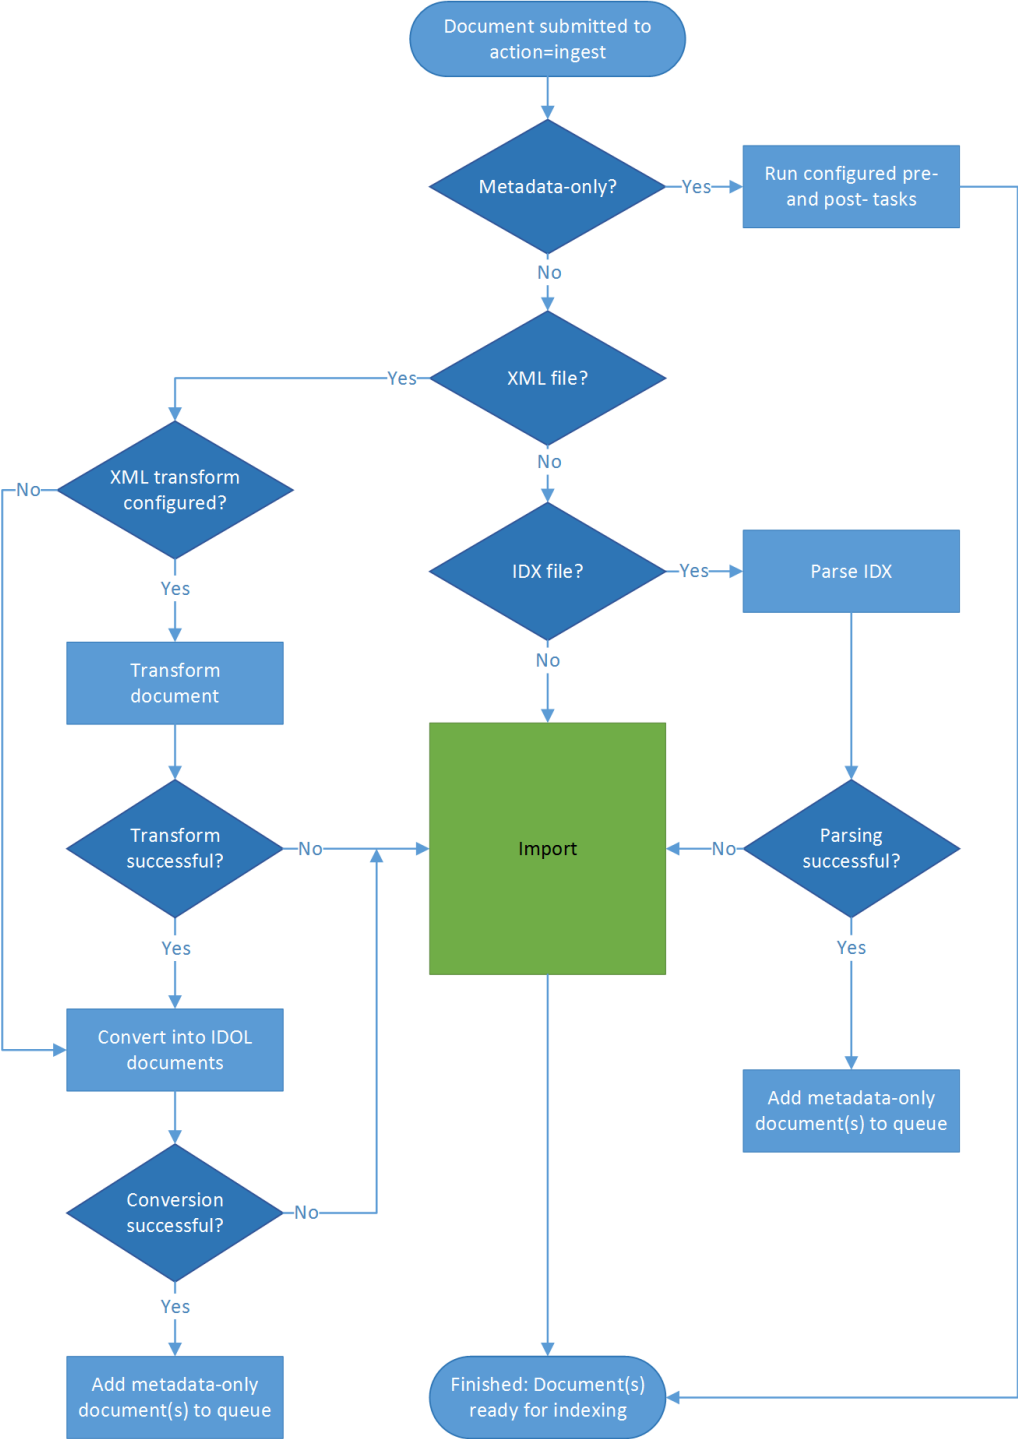 Document submitted to
action=ingest
Metadata-only?
Yes
Run configured pre-
and post- tasks
No
XML file?
Yes
No
XML transform
configured?
No
Yes
IDX file?
Yes
Parse IDX
No
Transform
document
Transform
successful?
No
Import
No
Parsing
successful?
Yes
Yes
Convert into IDOL
documents
Add metadata-only
document(s) to queue
Conversion
successful?
No
Yes
Add metadata-only
document(s) to queue
Finished: Document(s)
ready for indexing